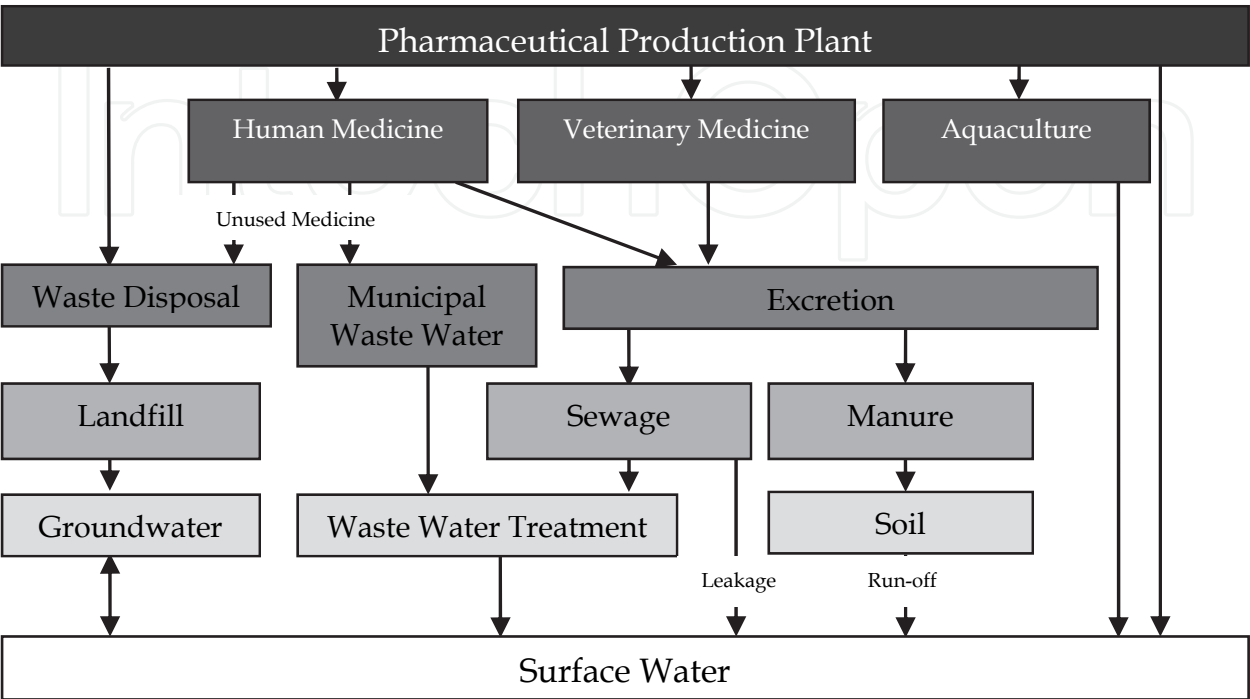 Pharmaceutical Production Plant
Human Medicine
Veterinary Medicine
Aquaculture
Unused Medicine
Waste Disposal
Municipal
Waste Water
Excretion
Landfill
Sewage
Manure
Groundwater
Waste Water Treatment
Soil
Leakage
Run-off
Surface Water
IntechOpen